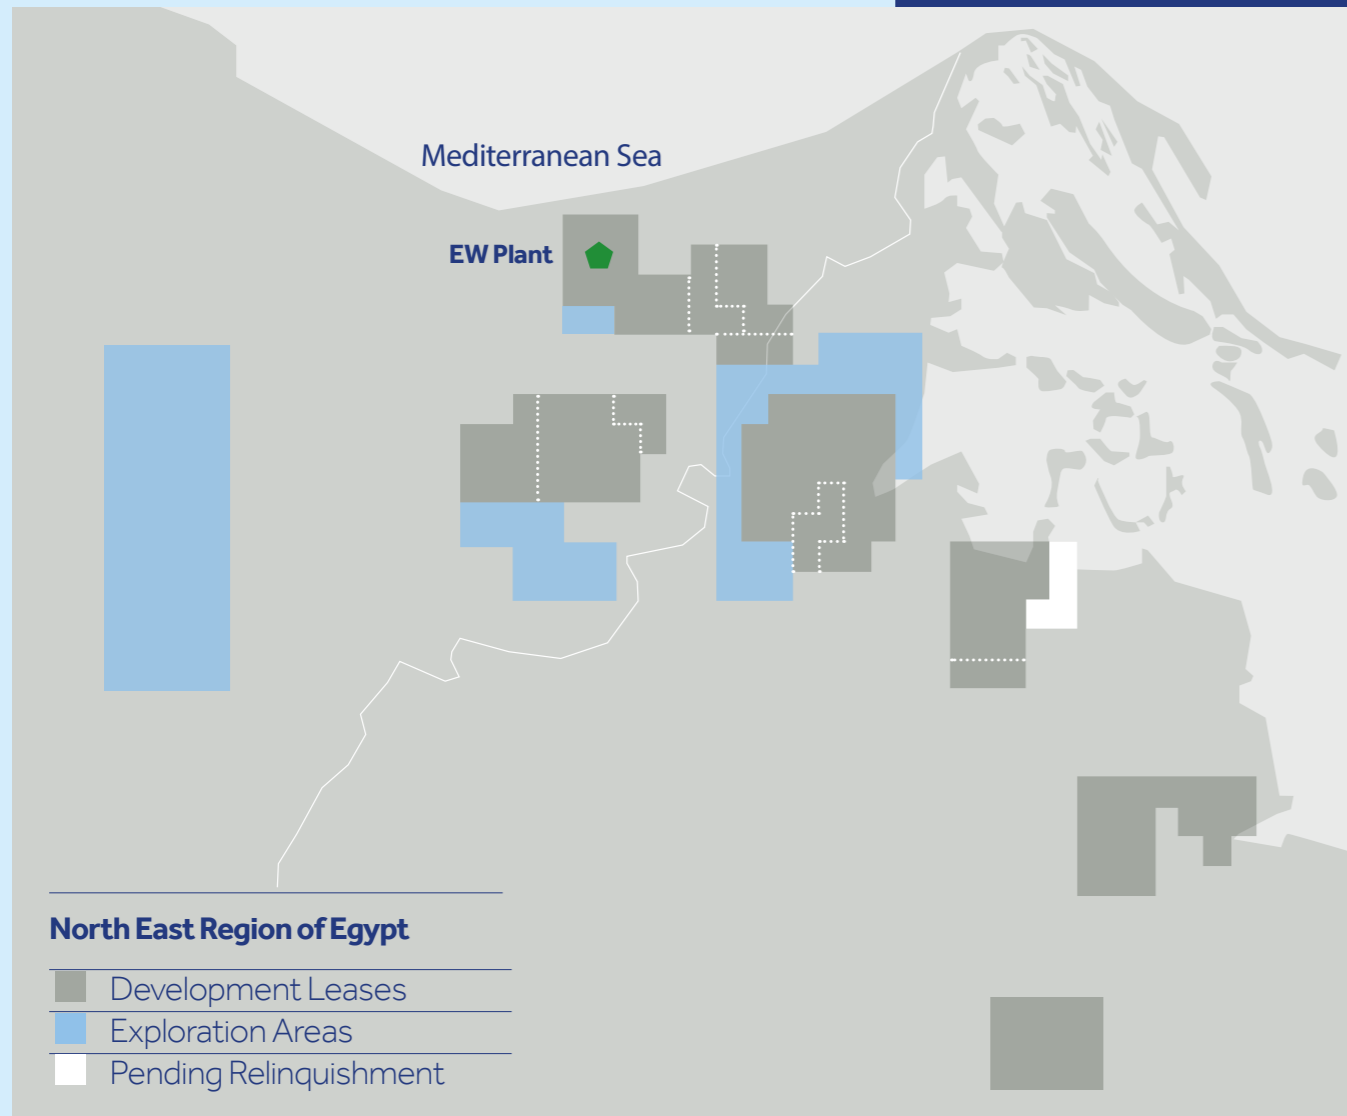 Mediterranean Sea
EW Plant
North East Region of Egypt
Development Leases
Exploration Areas
Pending Relinquishment